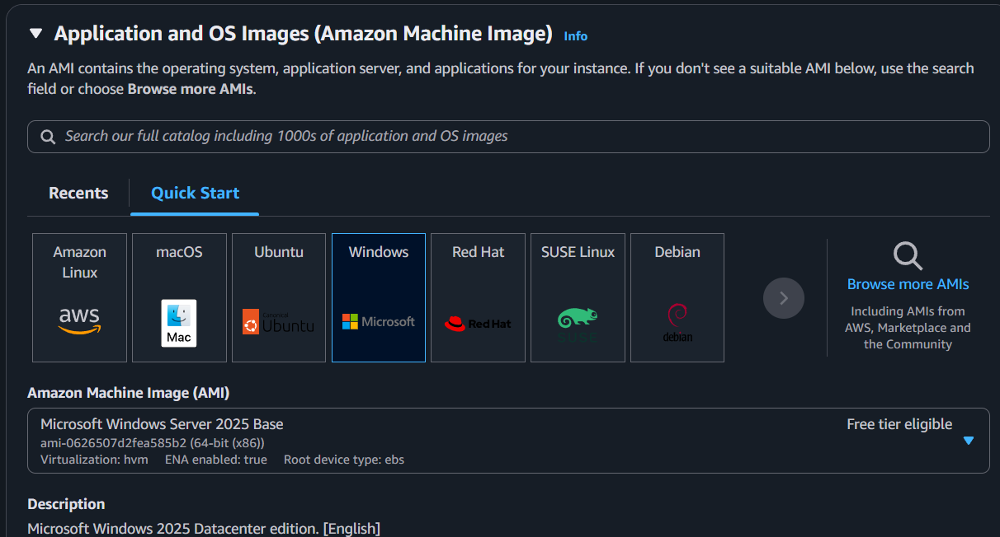 Application and OS Images (Amazon Machine Image) Info
An AMI contains the operating system, application server, and applications for your instance. If you don't see a suitable AMI below, use the search
field or choose Browse more AMIs.
Search our full catalog including 1000s of application and OS images
Recents
Quick Start
Amazon
Linux
aws
macOS
Mac
Ubuntu
Canonical
Ubuntu
Windows
Microsoft
Red Hat
Red Hat
SUSE Linux
SUSE
Debian
debian
Browse more AMIs
Including AMIs from
AWS, Marketplace and
the Community
Amazon Machine Image (AMI)
Microsoft Windows Server 2025 Base
Free tier eligible
ami-0626507d2fea585b2 (64-bit (x86))
Virtualization: hvm ENA enabled: true Root device type: ebs
Description
Microsoft Windows 2025 Datacenter edition. [English]